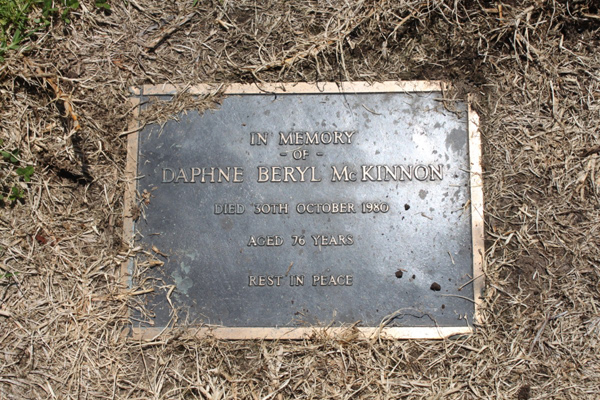 IN MEMORY
- OF -
DAPHNE BERYL McKINNON
DIED 30TH OCTOBER 1980
AGED 76 YEARS
REST IN PEACE